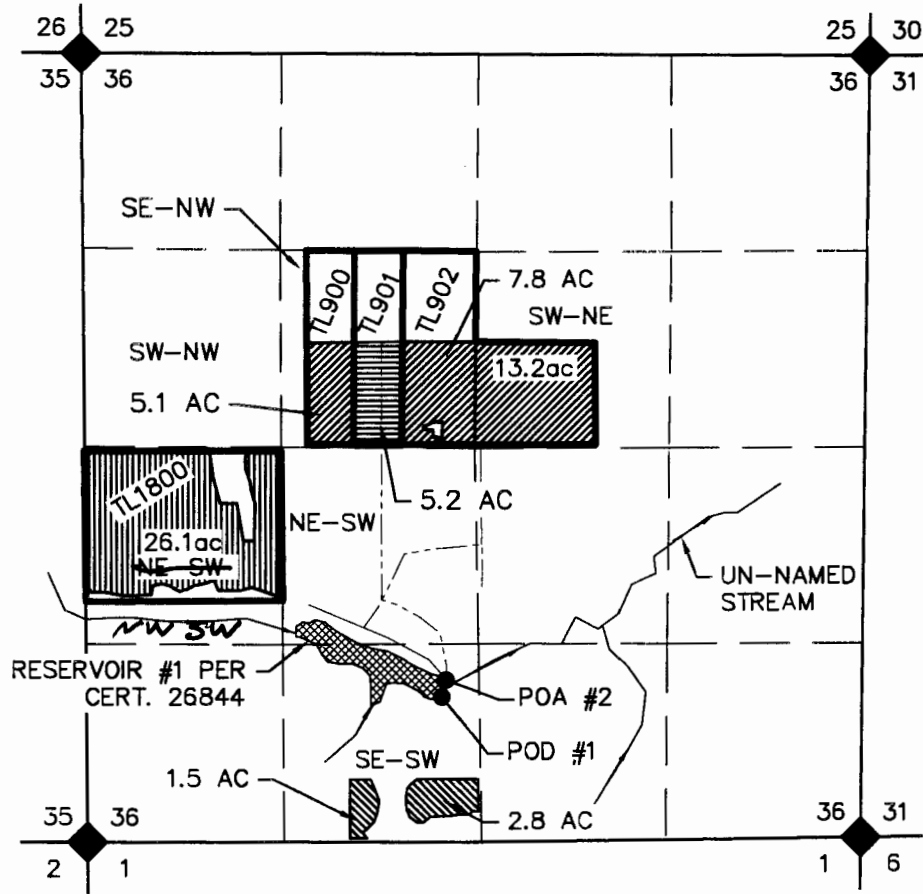 26 25
25 30
35 36
36 31
SE-NW
TL900
TL901
TL902
7.8 AC
SW-NE
SW-NW
13.2ac
5.1 AC
TL1800
5.2 AC
NE-SW
26.1ac
NE SW
UN-NAMED
STREAM
NW SW
RESERVOIR #1 PER
CERT. 26844
POA #2
POD #1
SE-SW
1.5 AC
2.8 AC
35 36
36 31
2 1
1 6